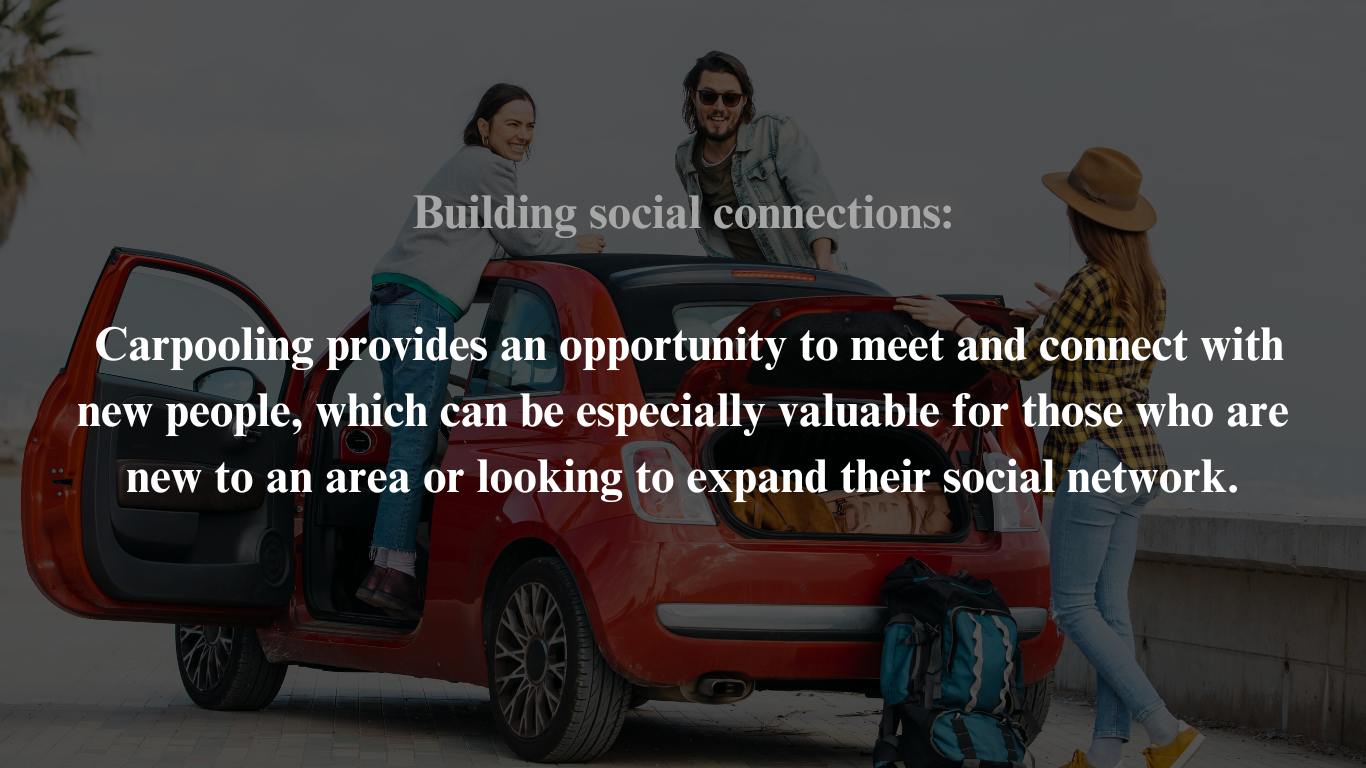 Building social connections:
Carpooling provides an opportunity to meet and connect with
new people, which can be especially valuable for those who are
new to an area or looking to expand their social network.